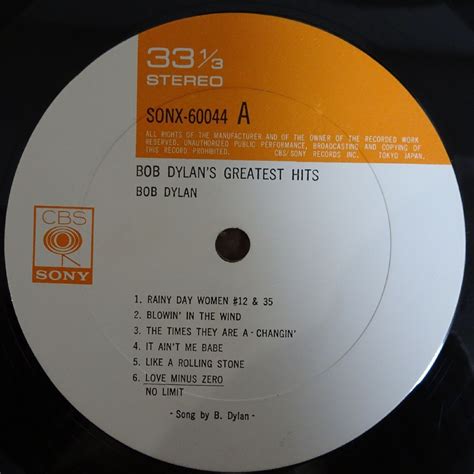 33 1/3
STEREO
SONX-60044 A
ALL RIGHTS OF THE MANUFACTURER AND OF THE OWNER OF THE RECORDED WORK
RESERVED. UNAUTHORIZED PUBLIC PERFORMANCE, BROADCASTING AND COPYING OF
THIS RECORD PROHIBITED. CBS/SONY RECORDS INC. TOKYO JAPAN.
BOB DYLAN'S GREATEST HITS
BOB DYLAN
CBS
SONY
1. RAINY DAY WOMEN #12 & 35
2. BLOWIN' IN THE WIND
3. THE TIMES THEY ARE A - CHANGIN'
4. IT AIN'T ME BABE
5. LIKE A ROLLING STONE
6. LOVE MINUS ZERO
NO LIMIT
- Song by B. Dylan -